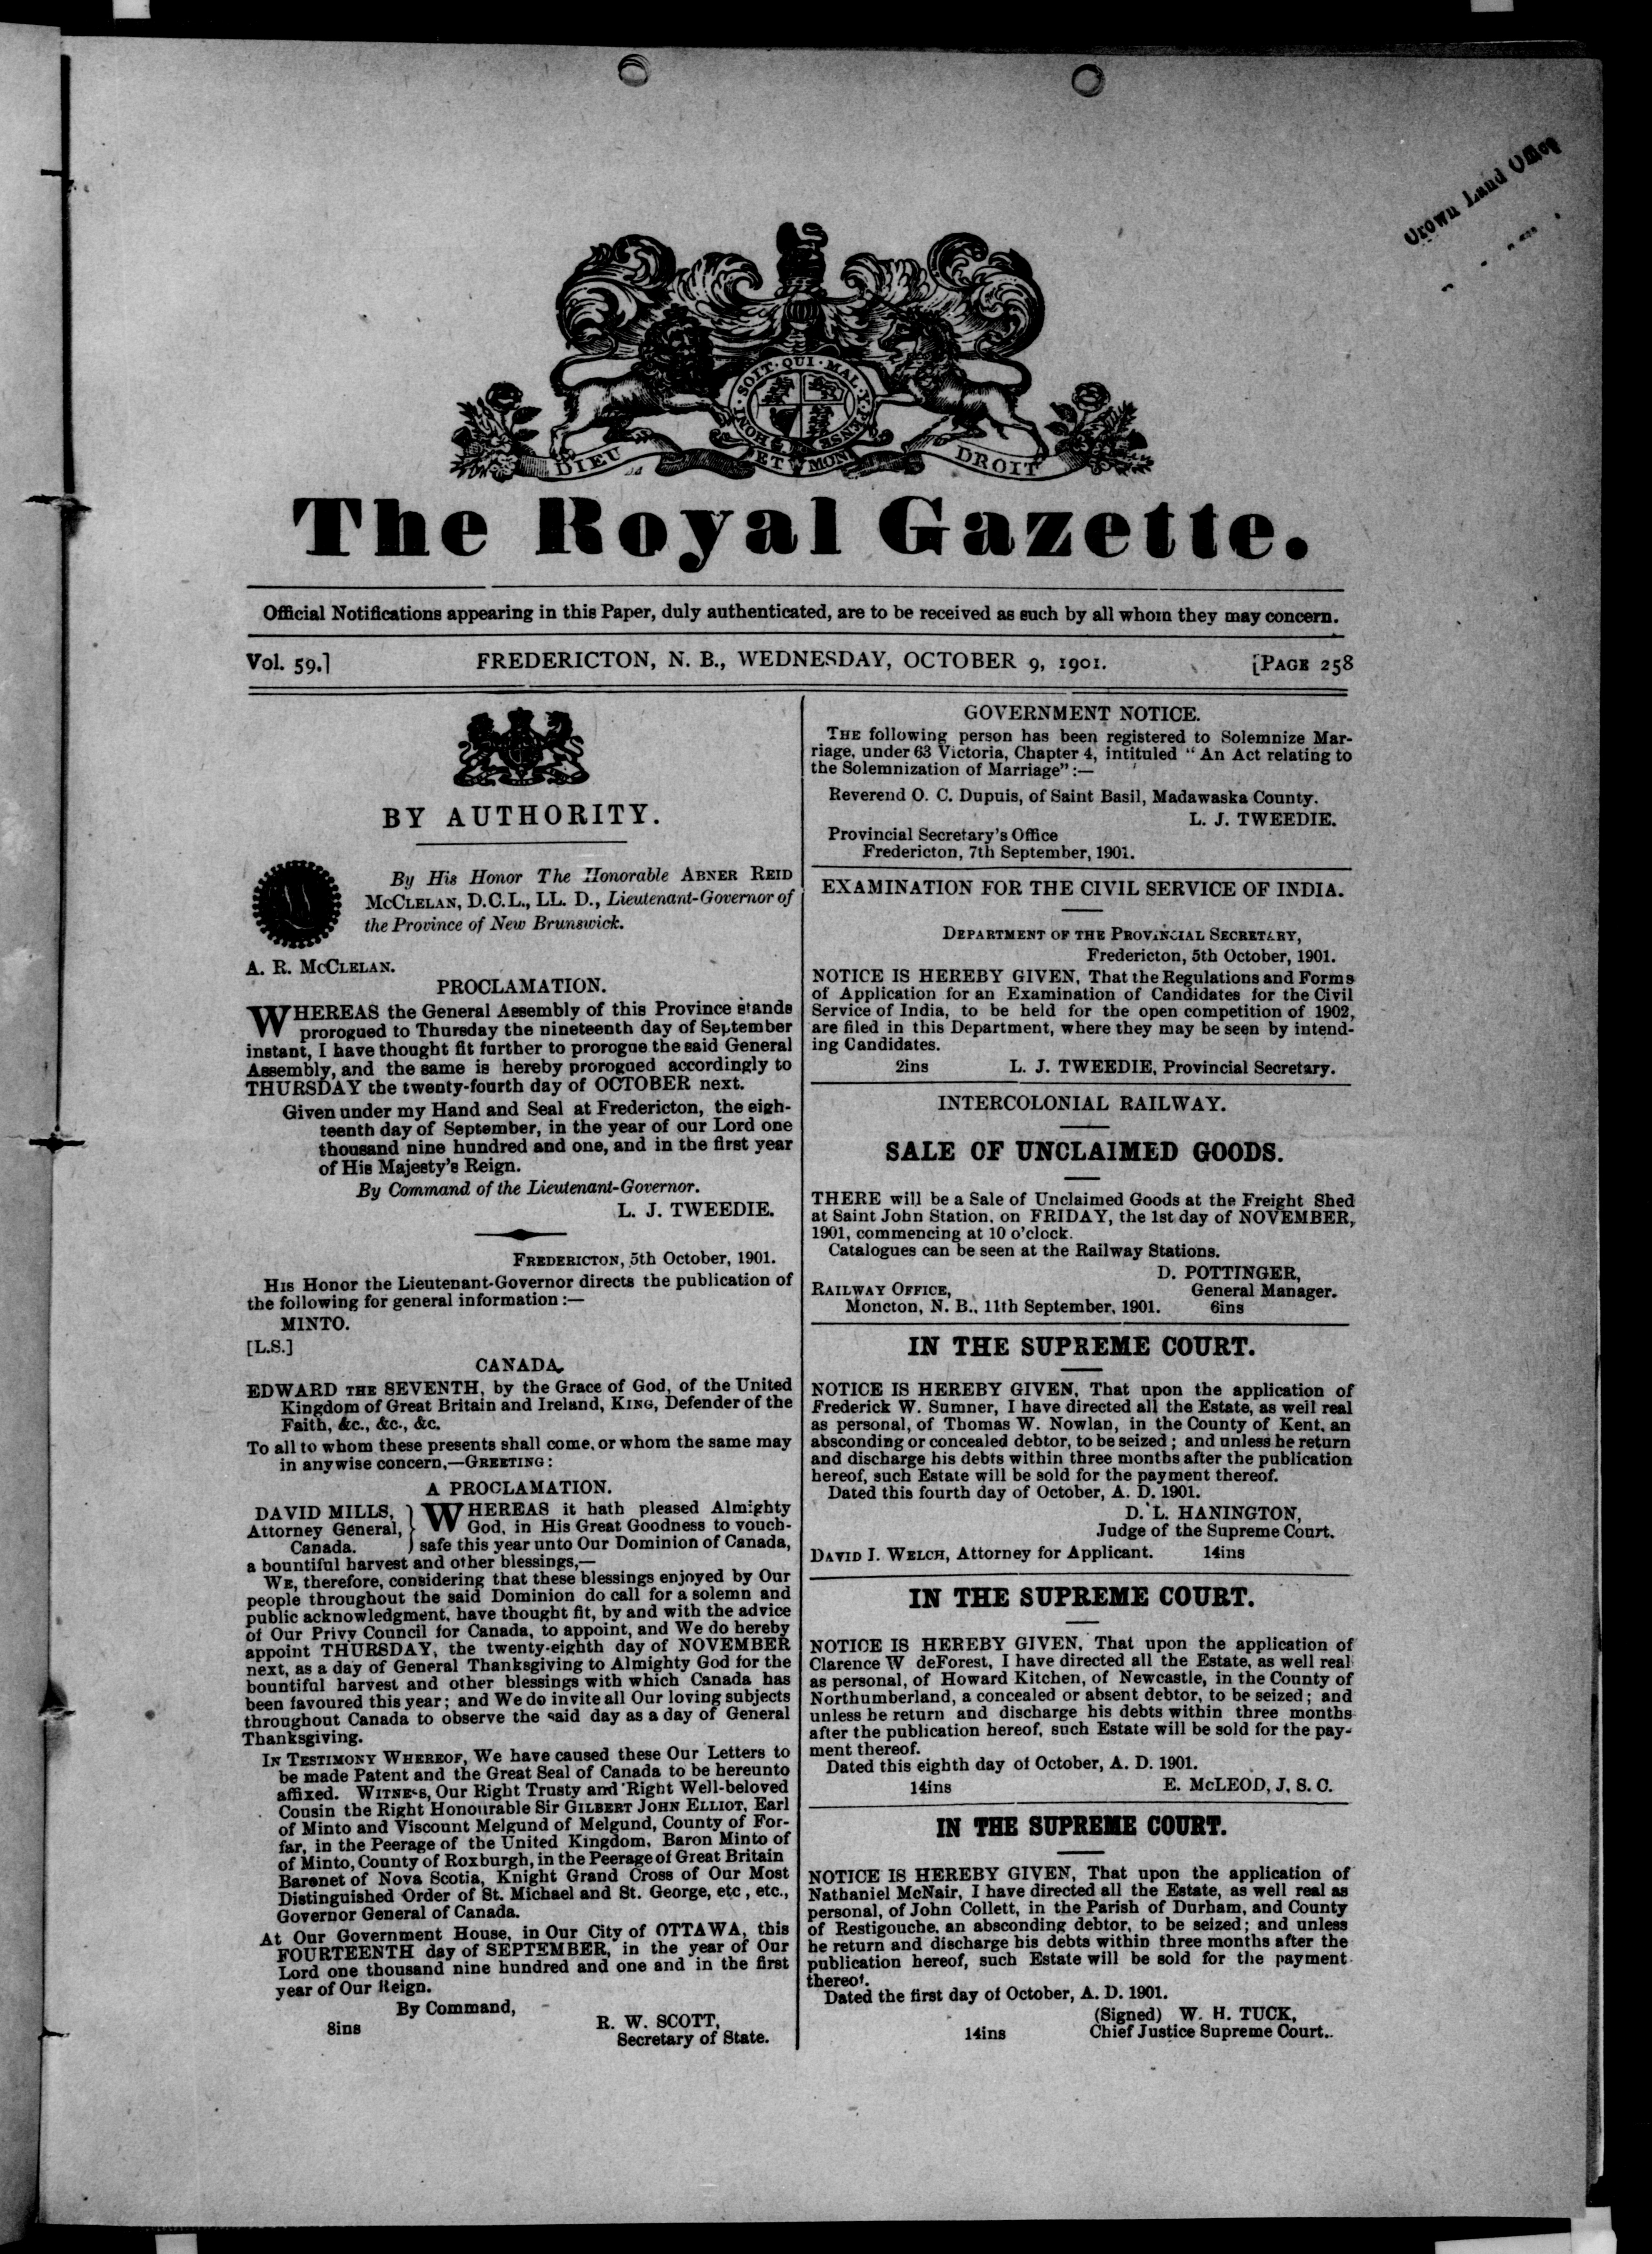 Crown Land Office
HONI · SOIT · QUI · MAL · Y · PENSE
DIEU ET MON DROIT
The Royal Gazette.
Official Notifications appearing in this Paper, duly authenticated, are to be received as such by all whom they may concern.
Vol. 59.] FREDERICTON, N. B., WEDNESDAY, OCTOBER 9, 1901. [PAGE 258
BY AUTHORITY.
By His Honor The Honorable ABNER REID
MCCLELAN, D.C.L., LL. D., Lieutenant-Governor of
the Province of New Brunswick.
A. R. MCCLELAN.
PROCLAMATION.
WHEREAS the General Assembly of this Province stands
prorogued to Thursday the nineteenth day of September
instant, I have thought fit further to prorogue the said General
Assembly, and the same is hereby prorogued accordingly to
THURSDAY the twenty-fourth day of OCTOBER next.
Given under my Hand and Seal at Fredericton, the eigh-
teenth day of September, in the year of our Lord one
thousand nine hundred and one, and in the first year
of His Majesty's Reign.
By Command of the Lieutenant-Governor.
L. J. TWEEDIE.
FREDERICTON, 5th October, 1901.
HIS Honor the Lieutenant-Governor directs the publication of
the following for general information :—
MINTO.
[L.S.]
CANADA.
EDWARD THE SEVENTH, by the Grace of God, of the United
Kingdom of Great Britain and Ireland, KING, Defender of the
Faith, &c., &c., &c.
To all to whom these presents shall come, or whom the same may
in anywise concern,—GREETING:
A PROCLAMATION.
DAVID MILLS, } WHEREAS it hath pleased Almighty
Attorney General, } God, in His Great Goodness to vouch-
Canada. } safe this year unto Our Dominion of Canada,
a bountiful harvest and other blessings,—
WE, therefore, considering that these blessings enjoyed by Our
people throughout the said Dominion do call for a solemn and
public acknowledgment, have thought fit, by and with the advice
of Our Privy Council for Canada, to appoint, and We do hereby
appoint THURSDAY, the twenty-eighth day of NOVEMBER
next, as a day of General Thanksgiving to Almighty God for the
bountiful harvest and other blessings with which Canada has
been favoured this year; and We do invite all Our loving subjects
throughout Canada to observe the said day as a day of General
Thanksgiving.
IN TESTIMONY WHEREOF, We have caused these Our Letters to
be made Patent and the Great Seal of Canada to be hereunto
affixed. WITNESS, Our Right Trusty and Right Well-beloved
Cousin the Right Honourable Sir GILBERT JOHN ELLIOT, Earl
of Minto and Viscount Melgund of Melgund, County of For-
far, in the Peerage of the United Kingdom, Baron Minto of
of Minto, County of Roxburgh, in the Peerage of Great Britain
Baronet of Nova Scotia, Knight Grand Cross of Our Most
Distinguished Order of St. Michael and St. George, etc, etc.,
Governor General of Canada.
At Our Government House, in Our City of OTTAWA, this
FOURTEENTH day of SEPTEMBER, in the year of Our
Lord one thousand nine hundred and one and in the first
year of Our Reign.
By Command,
8ins R. W. SCOTT,
Secretary of State.
GOVERNMENT NOTICE.
THE following person has been registered to Solemnize Mar-
riage, under 63 Victoria, Chapter 4, intituled "An Act relating to
the Solemnization of Marriage":—
Reverend O. C. Dupuis, of Saint Basil, Madawaska County.
L. J. TWEEDIE.
Provincial Secretary's Office
Fredericton, 7th September, 1901.
EXAMINATION FOR THE CIVIL SERVICE OF INDIA.
DEPARTMENT OF THE PROVINCIAL SECRETARY,
Fredericton, 5th October, 1901.
NOTICE IS HEREBY GIVEN, That the Regulations and Forms
of Application for an Examination of Candidates for the Civil
Service of India, to be held for the open competition of 1902,
are filed in this Department, where they may be seen by intend-
ing Candidates.
2ins L. J. TWEEDIE, Provincial Secretary.
INTERCOLONIAL RAILWAY.
SALE OF UNCLAIMED GOODS.
THERE will be a Sale of Unclaimed Goods at the Freight Shed
at Saint John Station, on FRIDAY, the 1st day of NOVEMBER,
1901, commencing at 10 o'clock.
Catalogues can be seen at the Railway Stations.
D. POTTINGER,
RAILWAY OFFICE, General Manager.
Moncton, N. B., 11th September, 1901. 6ins
IN THE SUPREME COURT.
NOTICE IS HEREBY GIVEN, That upon the application of
Frederick W. Sumner, I have directed all the Estate, as well real
as personal, of Thomas W. Nowlan, in the County of Kent, an
absconding or concealed debtor, to be seized; and unless he return
and discharge his debts within three months after the publication
hereof, such Estate will be sold for the payment thereof.
Dated this fourth day of October, A. D. 1901.
D. L. HANINGTON,
Judge of the Supreme Court.
DAVID I. WELCH, Attorney for Applicant. 14ins
IN THE SUPREME COURT.
NOTICE IS HEREBY GIVEN, That upon the application of
Clarence W deForest, I have directed all the Estate, as well real
as personal, of Howard Kitchen, of Newcastle, in the County of
Northumberland, a concealed or absent debtor, to be seized; and
unless he return and discharge his debts within three months
after the publication hereof, such Estate will be sold for the pay-
ment thereof.
Dated this eighth day of October, A. D. 1901.
14ins E. McLEOD, J. S. C.
IN THE SUPREME COURT.
NOTICE IS HEREBY GIVEN, That upon the application of
Nathaniel McNair, I have directed all the Estate, as well real as
personal, of John Collett, in the Parish of Durham, and County
of Restigouche, an absconding debtor, to be seized; and unless
he return and discharge his debts within three months after the
publication hereof, such Estate will be sold for the payment
thereof.
Dated the first day of October, A. D. 1901.
(Signed) W. H. TUCK,
14ins Chief Justice Supreme Court..